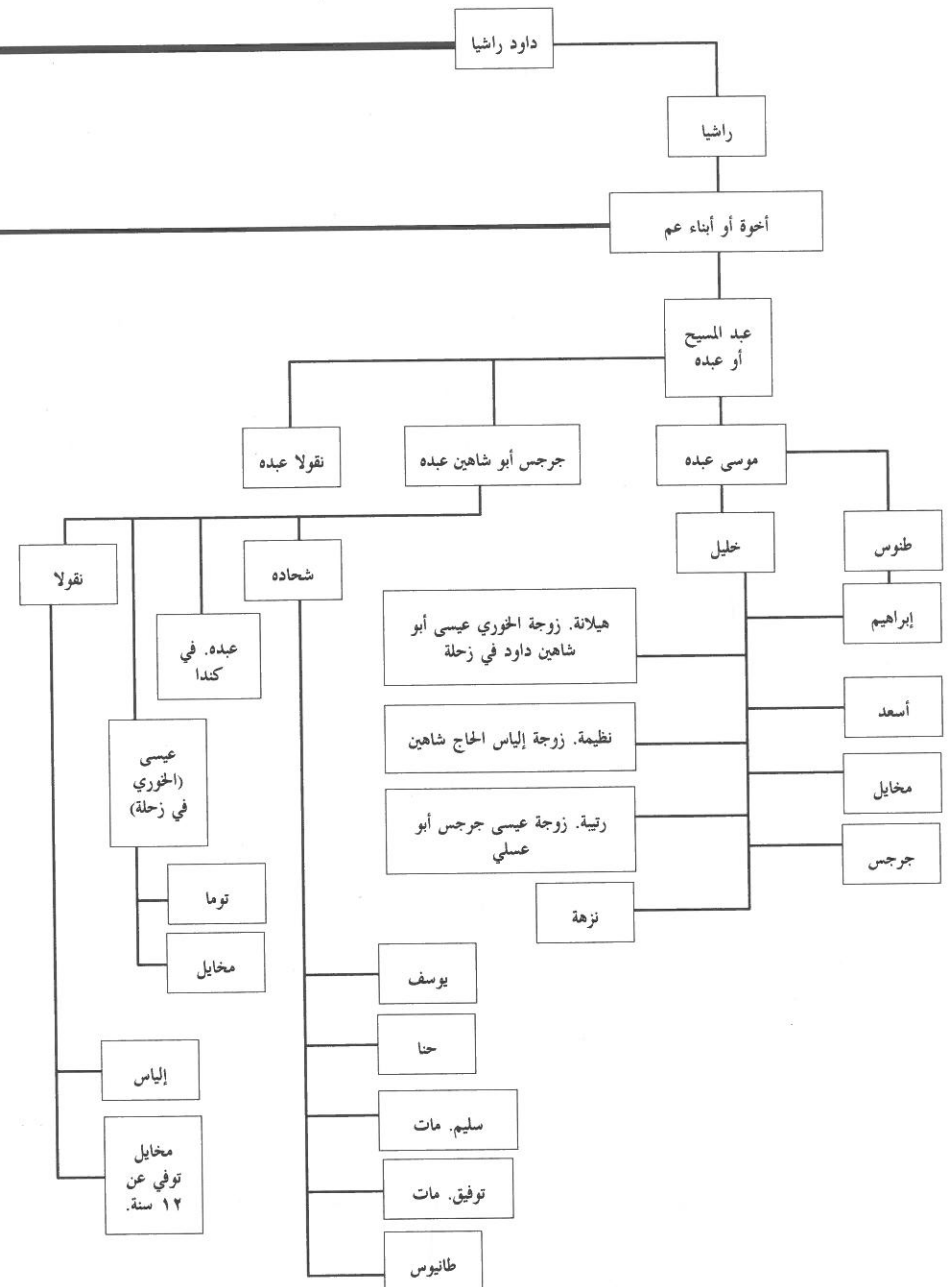 داود راشيا
راشيا
أخوة أو أبناء عم
عبد المسيح
أو عبده
موسى عبده
جرجس أبو شاهين عبده
نقولا عبده
طنوس
خليل
شحاده
نقولا
إبراهيم
هيلانة. زوجة الخوري عيسى أبو
شاهين داود في زحلة
عبده. في
كندا
أسعد
نظيمة. زوجة إلياس الحاج شاهين
عيسى
(الخوري
في زحلة)
مخايل
رتيبة. زوجة عيسى جرجس أبو
عسلي
جرجس
نزهة
توما
مخايل
يوسف
حنا
إلياس
سليم. مات
مخايل
توفي عن
١٢ سنة.
توفيق. مات
طانيوس